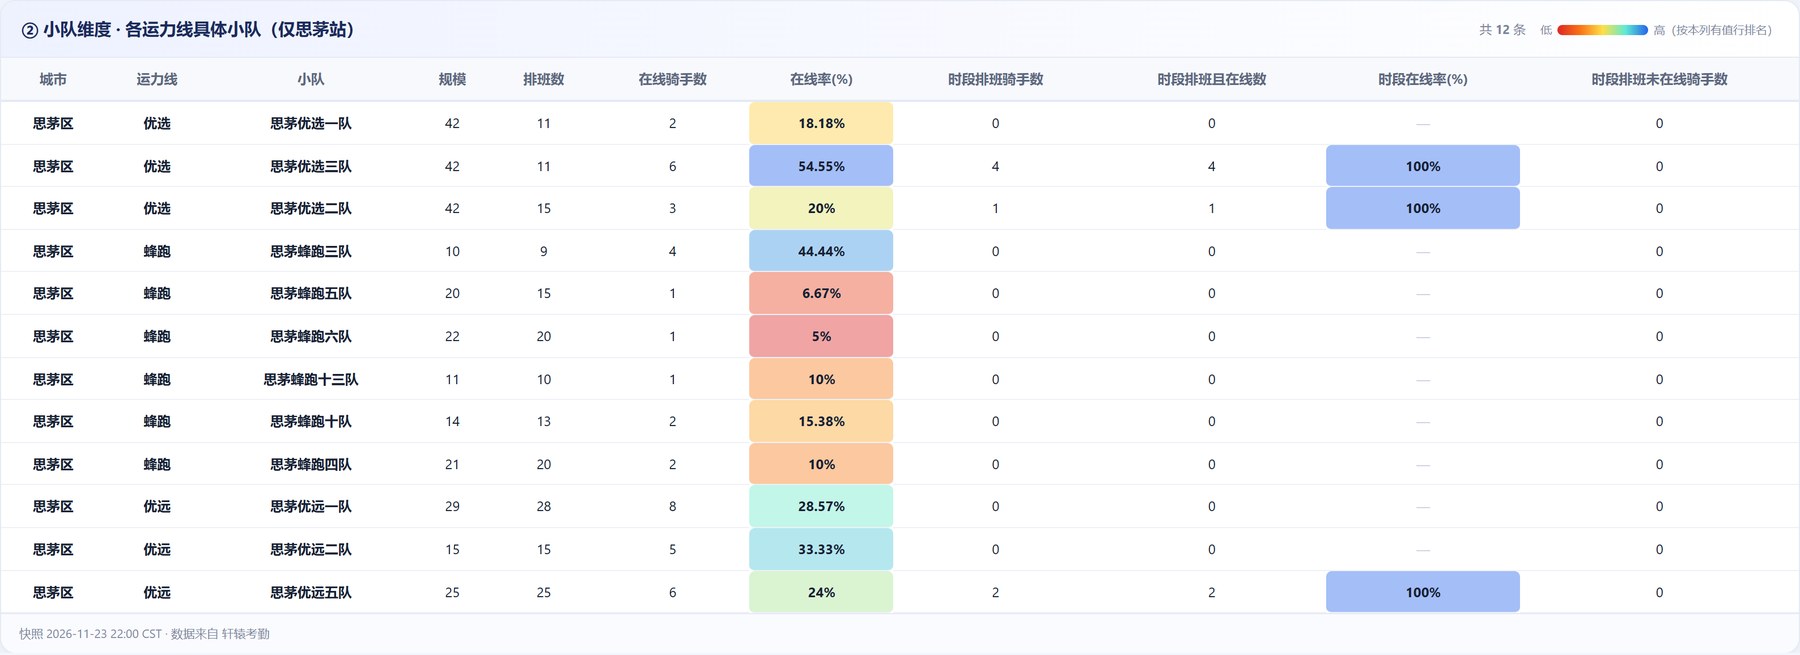 ② 小队维度 · 各运力线具体小队（仅思茅站） 共 12 条 低 高 (按本列有值行排名)
城市 运力线 小队 规模 排班数 在线骑手数 在线率(%) 时段排班骑手数 时段排班且在线数 时段在线率(%) 时段排班未在线骑手数
思茅区 优选 思茅优选一队 42 11 2 18.18% 0 0 — 0
思茅区 优选 思茅优选三队 42 11 6 54.55% 4 4 100% 0
思茅区 优选 思茅优选二队 42 15 3 20% 1 1 100% 0
思茅区 蜂跑 思茅蜂跑三队 10 9 4 44.44% 0 0 — 0
思茅区 蜂跑 思茅蜂跑五队 20 15 1 6.67% 0 0 — 0
思茅区 蜂跑 思茅蜂跑六队 22 20 1 5% 0 0 — 0
思茅区 蜂跑 思茅蜂跑十三队 11 10 1 10% 0 0 — 0
思茅区 蜂跑 思茅蜂跑十队 14 13 2 15.38% 0 0 — 0
思茅区 蜂跑 思茅蜂跑四队 21 20 2 10% 0 0 — 0
思茅区 优远 思茅优远一队 29 28 8 28.57% 0 0 — 0
思茅区 优远 思茅优远二队 15 15 5 33.33% 0 0 — 0
思茅区 优远 思茅优远五队 25 25 6 24% 2 2 100% 0
快照 2026-11-23 22:00 CST · 数据来自 轩辕考勤